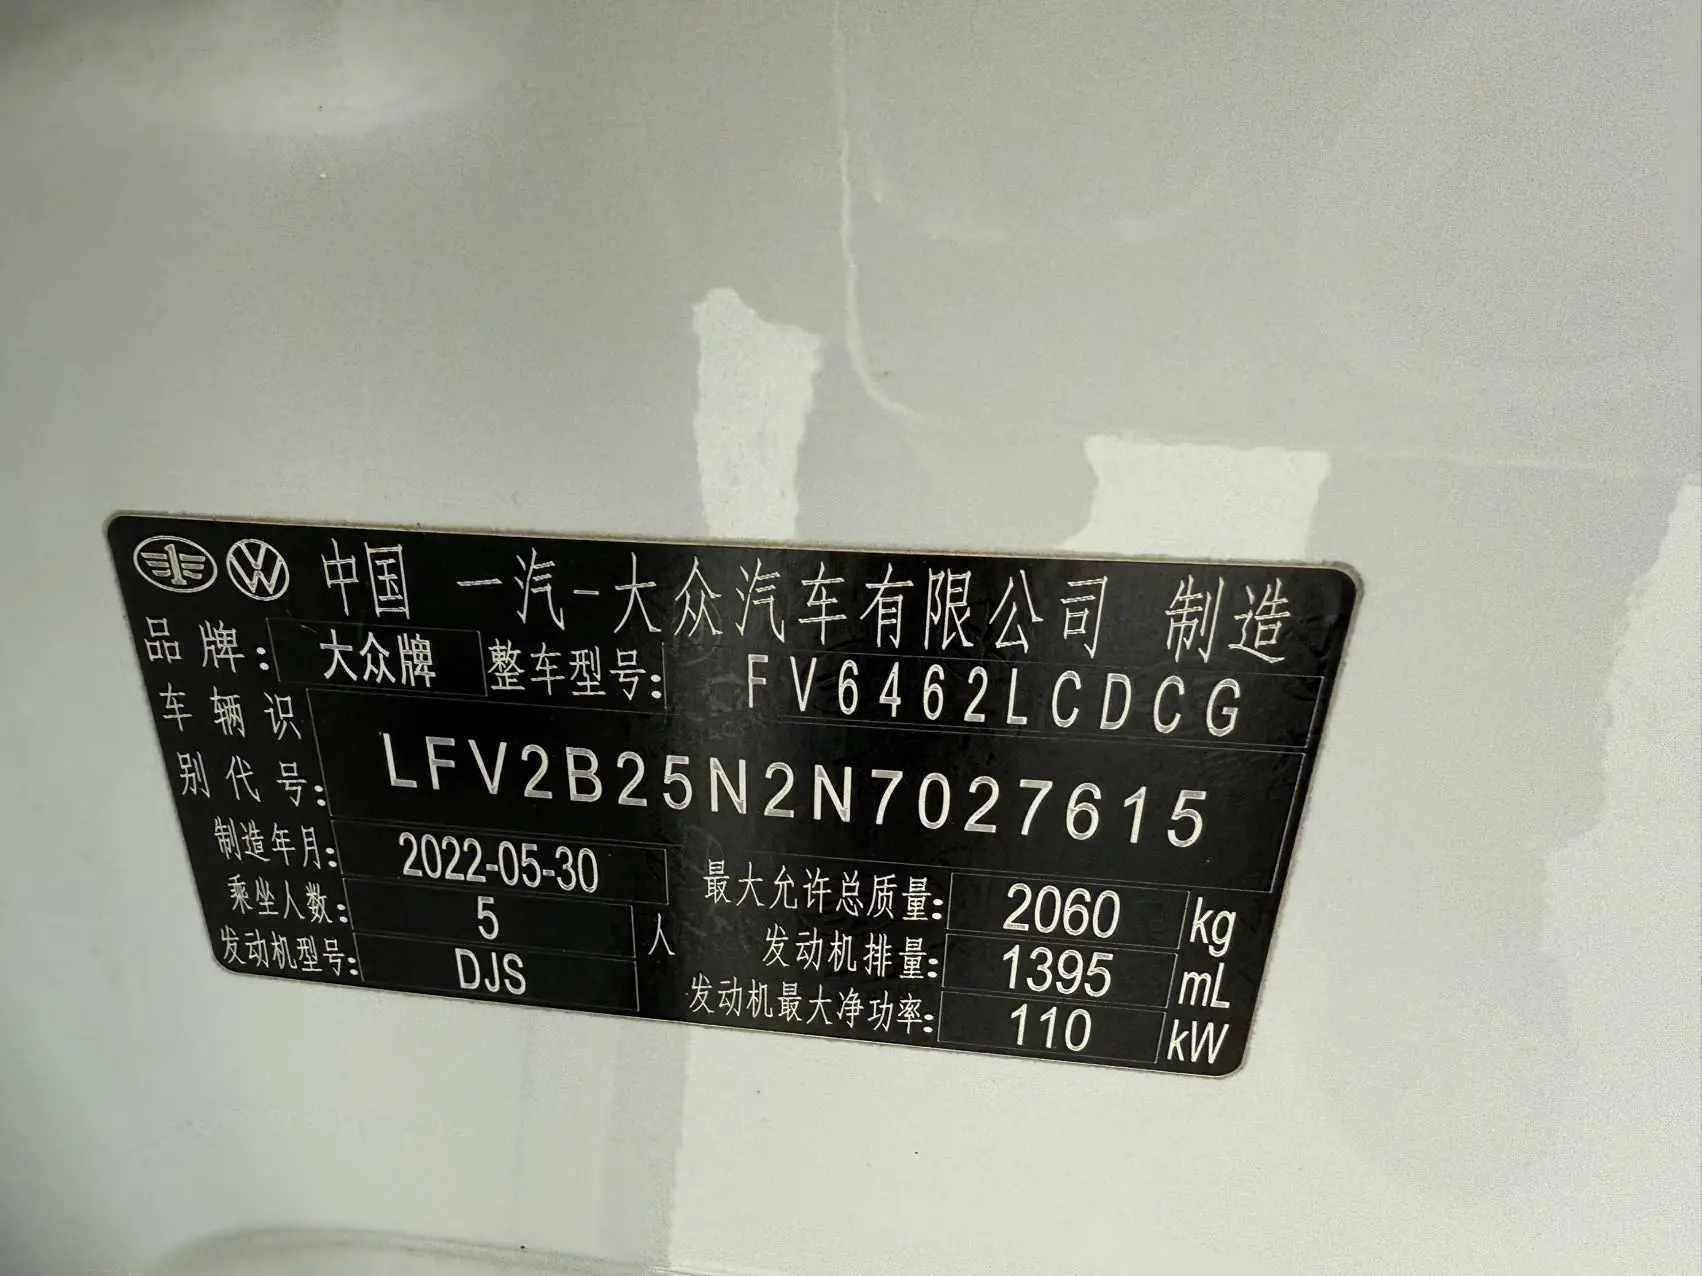 中国 一汽-大众汽车有限公司 制造
品牌: 大众牌 整车型号: FV6462LCDCG
车辆识
别代号: LFV2B25N2N7027615
制造年月: 2022-05-30 最大允许总质量: 2060 kg
乘坐人数: 5 人 发动机排量: 1395 mL
发动机型号: DJS 发动机最大净功率: 110 kW